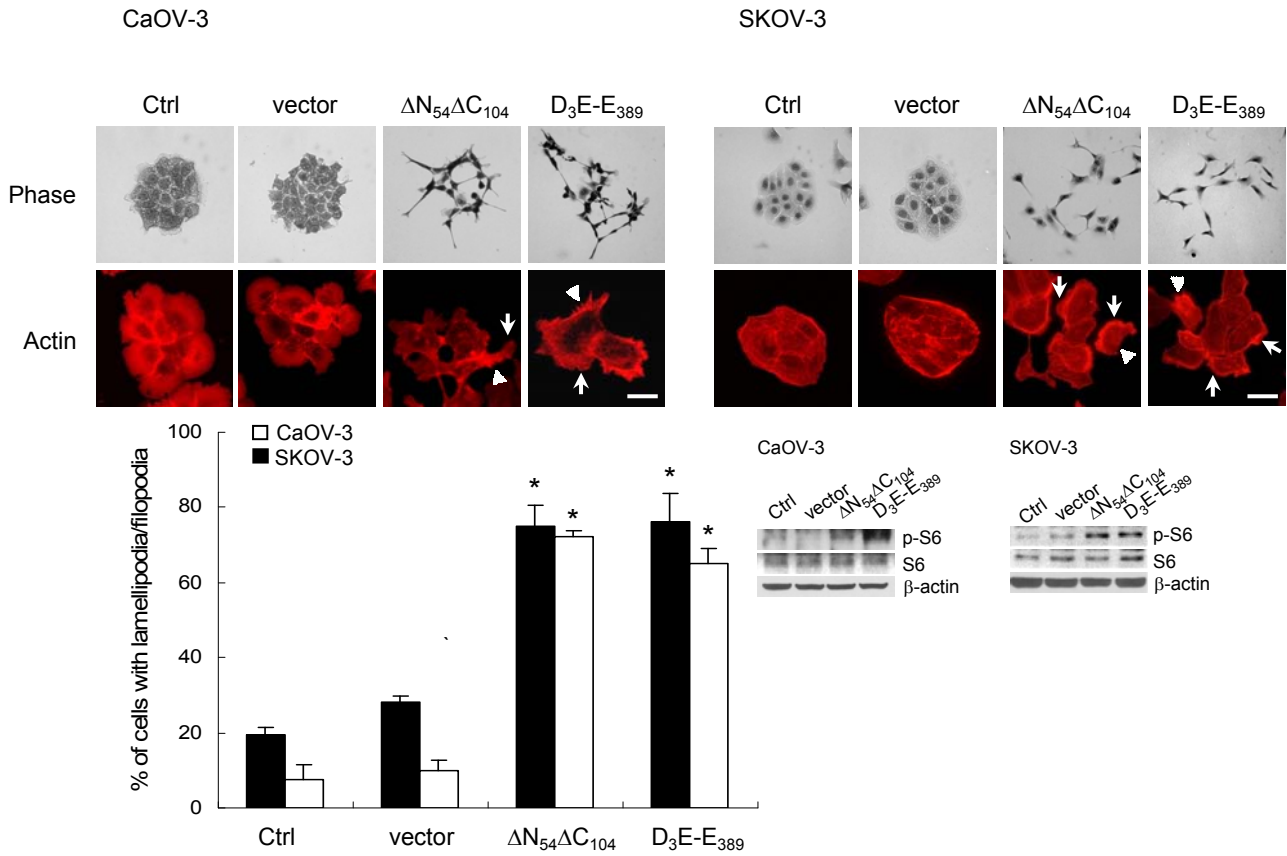 CaOV-3 SKOV-3
Ctrl vector ΔN₅₄ΔC₁₀₄ D₃E-E₃₈₉ Ctrl vector ΔN₅₄ΔC₁₀₄ D₃E-E₃₈₉
Phase
Actin
% of cells with lamellipodia/filopodia
100
80
60
40
20
0
CaOV-3
SKOV-3
* * * *
Ctrl vector ΔN₅₄ΔC₁₀₄ D₃E-E₃₈₉
CaOV-3
Ctrl vector ΔN₅₄ΔC₁₀₄ D₃E-E₃₈₉
p-S6
S6
β-actin
SKOV-3
Ctrl vector ΔN₅₄ΔC₁₀₄ D₃E-E₃₈₉
p-S6
S6
β-actin